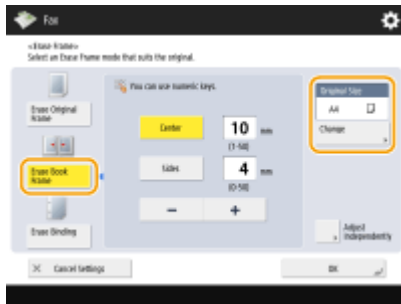 Fax
<Erase Frame>
Select an Erase Frame mode that suits the original.
Erase Original
Frame
Erase Book
Frame
Erase Binding
You can use numeric keys.
Center
10 mm
(1-50)
Sides
4 mm
(0-50)
−
+
Original Size
A4
Change
Adjust
Independently
Cancel Settings
OK